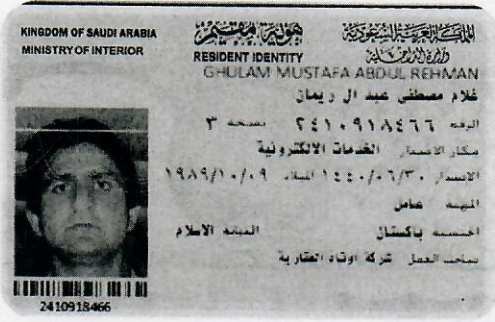 KINGDOM OF SAUDI ARABIA
MINISTRY OF INTERIOR
هوية مقيم
RESIDENT IDENTITY
المملكة العربية السعودية
وزارة الداخلية
GHULAM MUSTAFA ABDUL REHMAN
غلام مصطفى عبد ال ريمان
الرقم ٢٤١٠٩١٨٤٦٦ نسخة ٣
مكان الاصدار الخدمات الالكترونية
الاصدار ١٤٤٠/٠٦/٣٠ الميلاد ١٩٨٩/١٠/٠٩
المهنة عامل
الجنسية باكستان الديانة الاسلام
صاحب العمل شركة اوتاد العقارية
2410918466